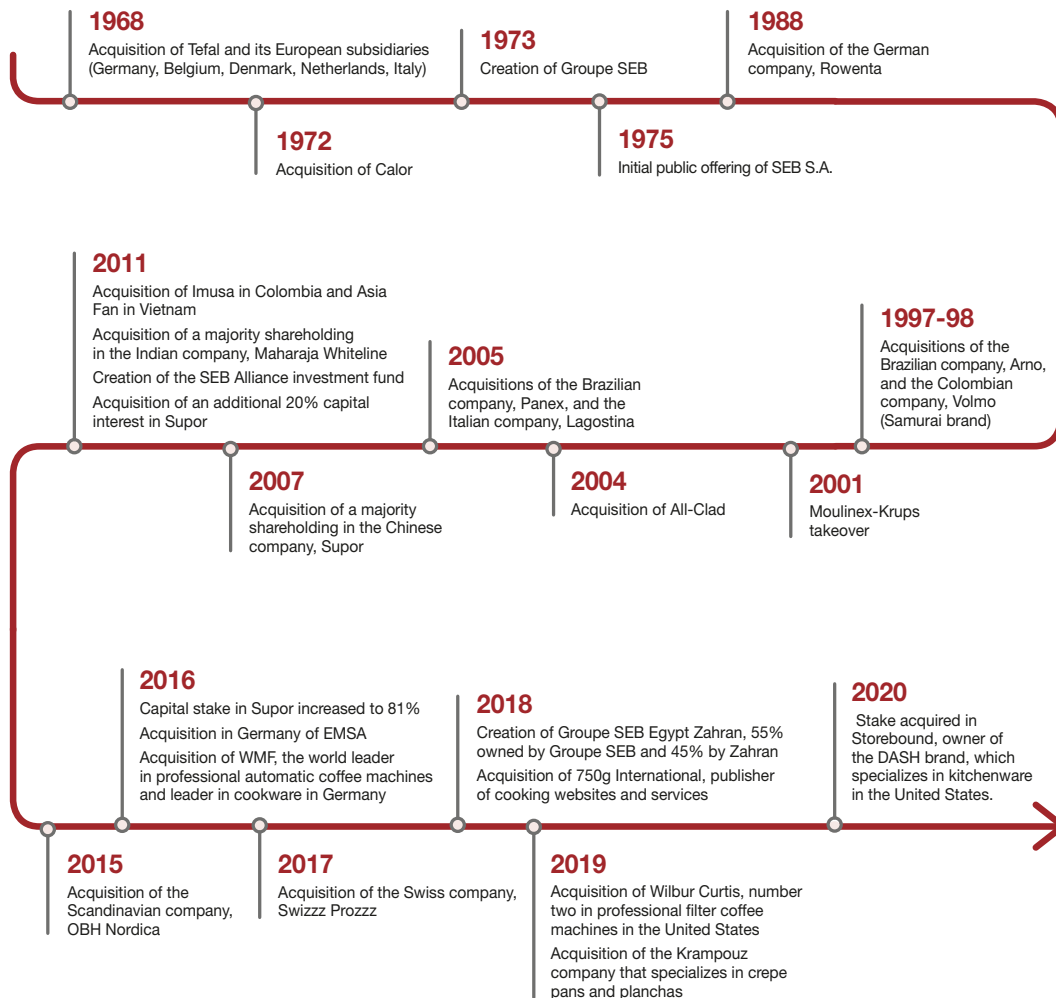 1968
Acquisition of Tefal and its European subsidiaries
(Germany, Belgium, Denmark, Netherlands, Italy)
1972
Acquisition of Calor
1973
Creation of Groupe SEB
1975
Initial public offering of SEB S.A.
1988
Acquisition of the German
company, Rowenta
1997-98
Acquisitions of the
Brazilian company, Arno,
and the Colombian
company, Volmo
(Samurai brand)
2001
Moulinex-Krups
takeover
2004
Acquisition of All-Clad
2005
Acquisitions of the Brazilian
company, Panex, and the
Italian company, Lagostina
2007
Acquisition of a majority
shareholding in the Chinese
company, Supor
2011
Acquisition of Imusa in Colombia and Asia
Fan in Vietnam
Acquisition of a majority shareholding
in the Indian company, Maharaja Whiteline
Creation of the SEB Alliance investment fund
Acquisition of an additional 20% capital
interest in Supor
2015
Acquisition of the
Scandinavian company,
OBH Nordica
2016
Capital stake in Supor increased to 81%
Acquisition in Germany of EMSA
Acquisition of WMF, the world leader
in professional automatic coffee machines
and leader in cookware in Germany
2017
Acquisition of the Swiss company,
Swizzz Prozzz
2018
Creation of Groupe SEB Egypt Zahran, 55%
owned by Groupe SEB and 45% by Zahran
Acquisition of 750g International, publisher
of cooking websites and services
2019
Acquisition of Wilbur Curtis, number
two in professional filter coffee
machines in the United States
Acquisition of the Krampouz
company that specializes in crepe
pans and planchas
2020
Stake acquired in
Storebound, owner of
the DASH brand, which
specializes in kitchenware
in the United States.